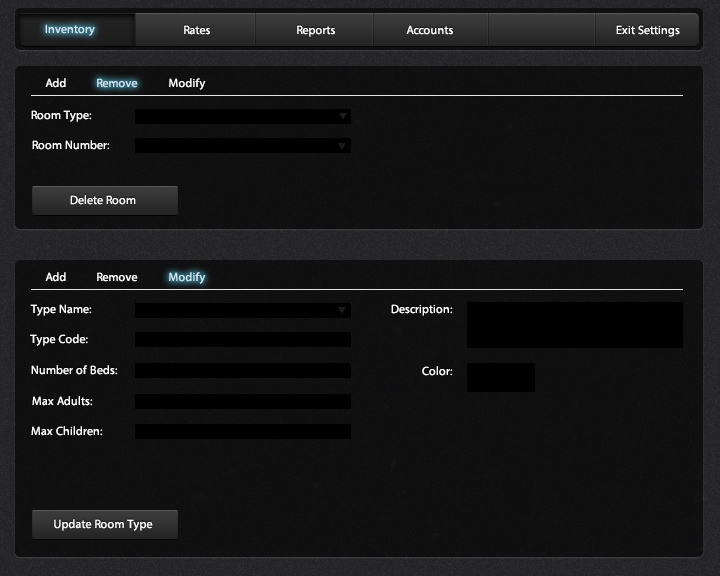 Inventory Rates Reports Accounts Exit Settings
Add Remove Modify
Room Type:
Room Number:
Delete Room
Add Remove Modify
Type Name: Description:
Type Code:
Number of Beds: Color:
Max Adults:
Max Children:
Update Room Type